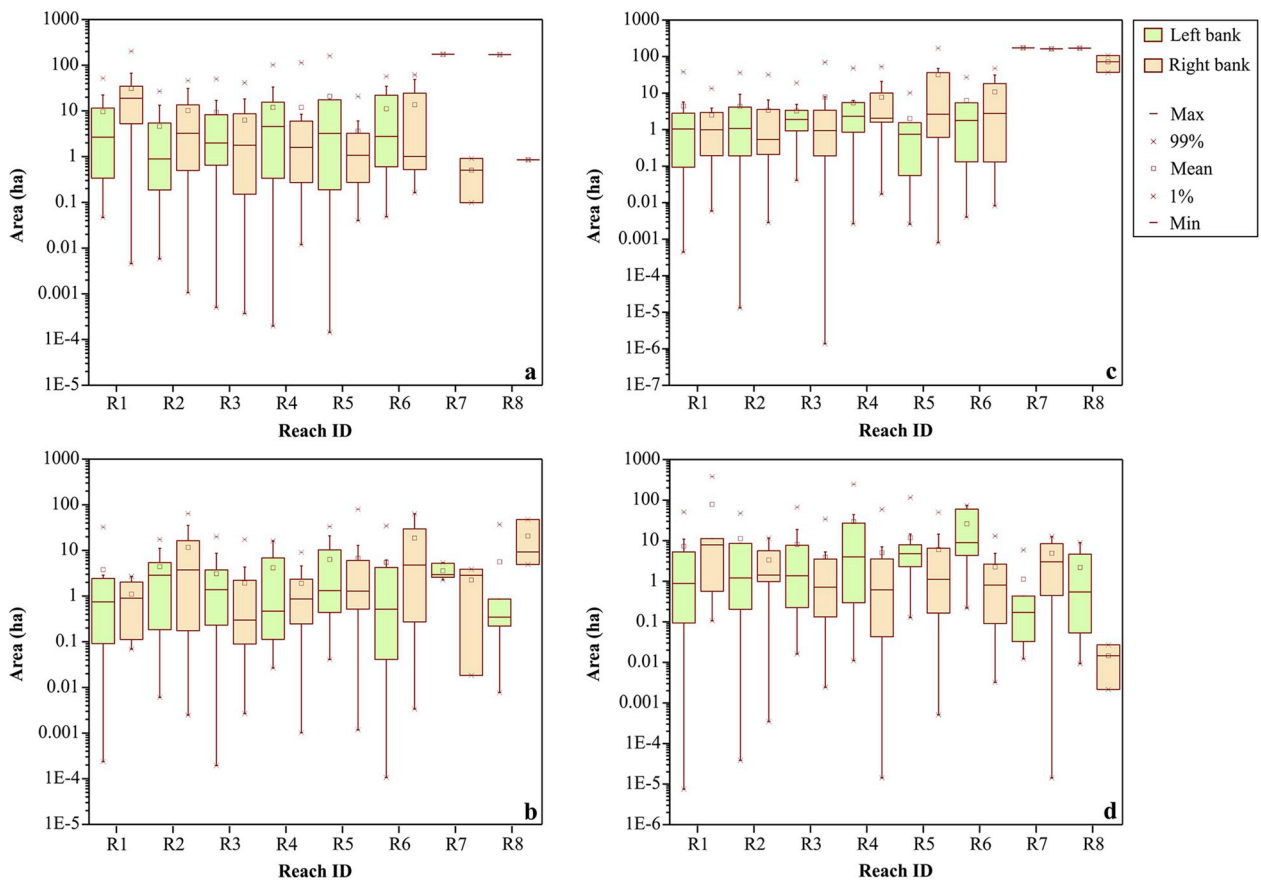 1000
100
10
1
0.1
0.01
0.001
1E-4
1E-5
Area (ha)
R1 R2 R3 R4 R5 R6 R7 R8
Reach ID
a
1000
100
10
1
0.1
0.01
0.001
1E-4
1E-5
1E-6
1E-7
Area (ha)
R1 R2 R3 R4 R5 R6 R7 R8
Reach ID
c
Left bank
Right bank
Max
99%
Mean
1%
Min
1000
100
10
1
0.1
0.01
0.001
1E-4
1E-5
Area (ha)
R1 R2 R3 R4 R5 R6 R7 R8
Reach ID
b
1000
100
10
1
0.1
0.01
0.001
1E-4
1E-5
1E-6
Area (ha)
R1 R2 R3 R4 R5 R6 R7 R8
Reach ID
d